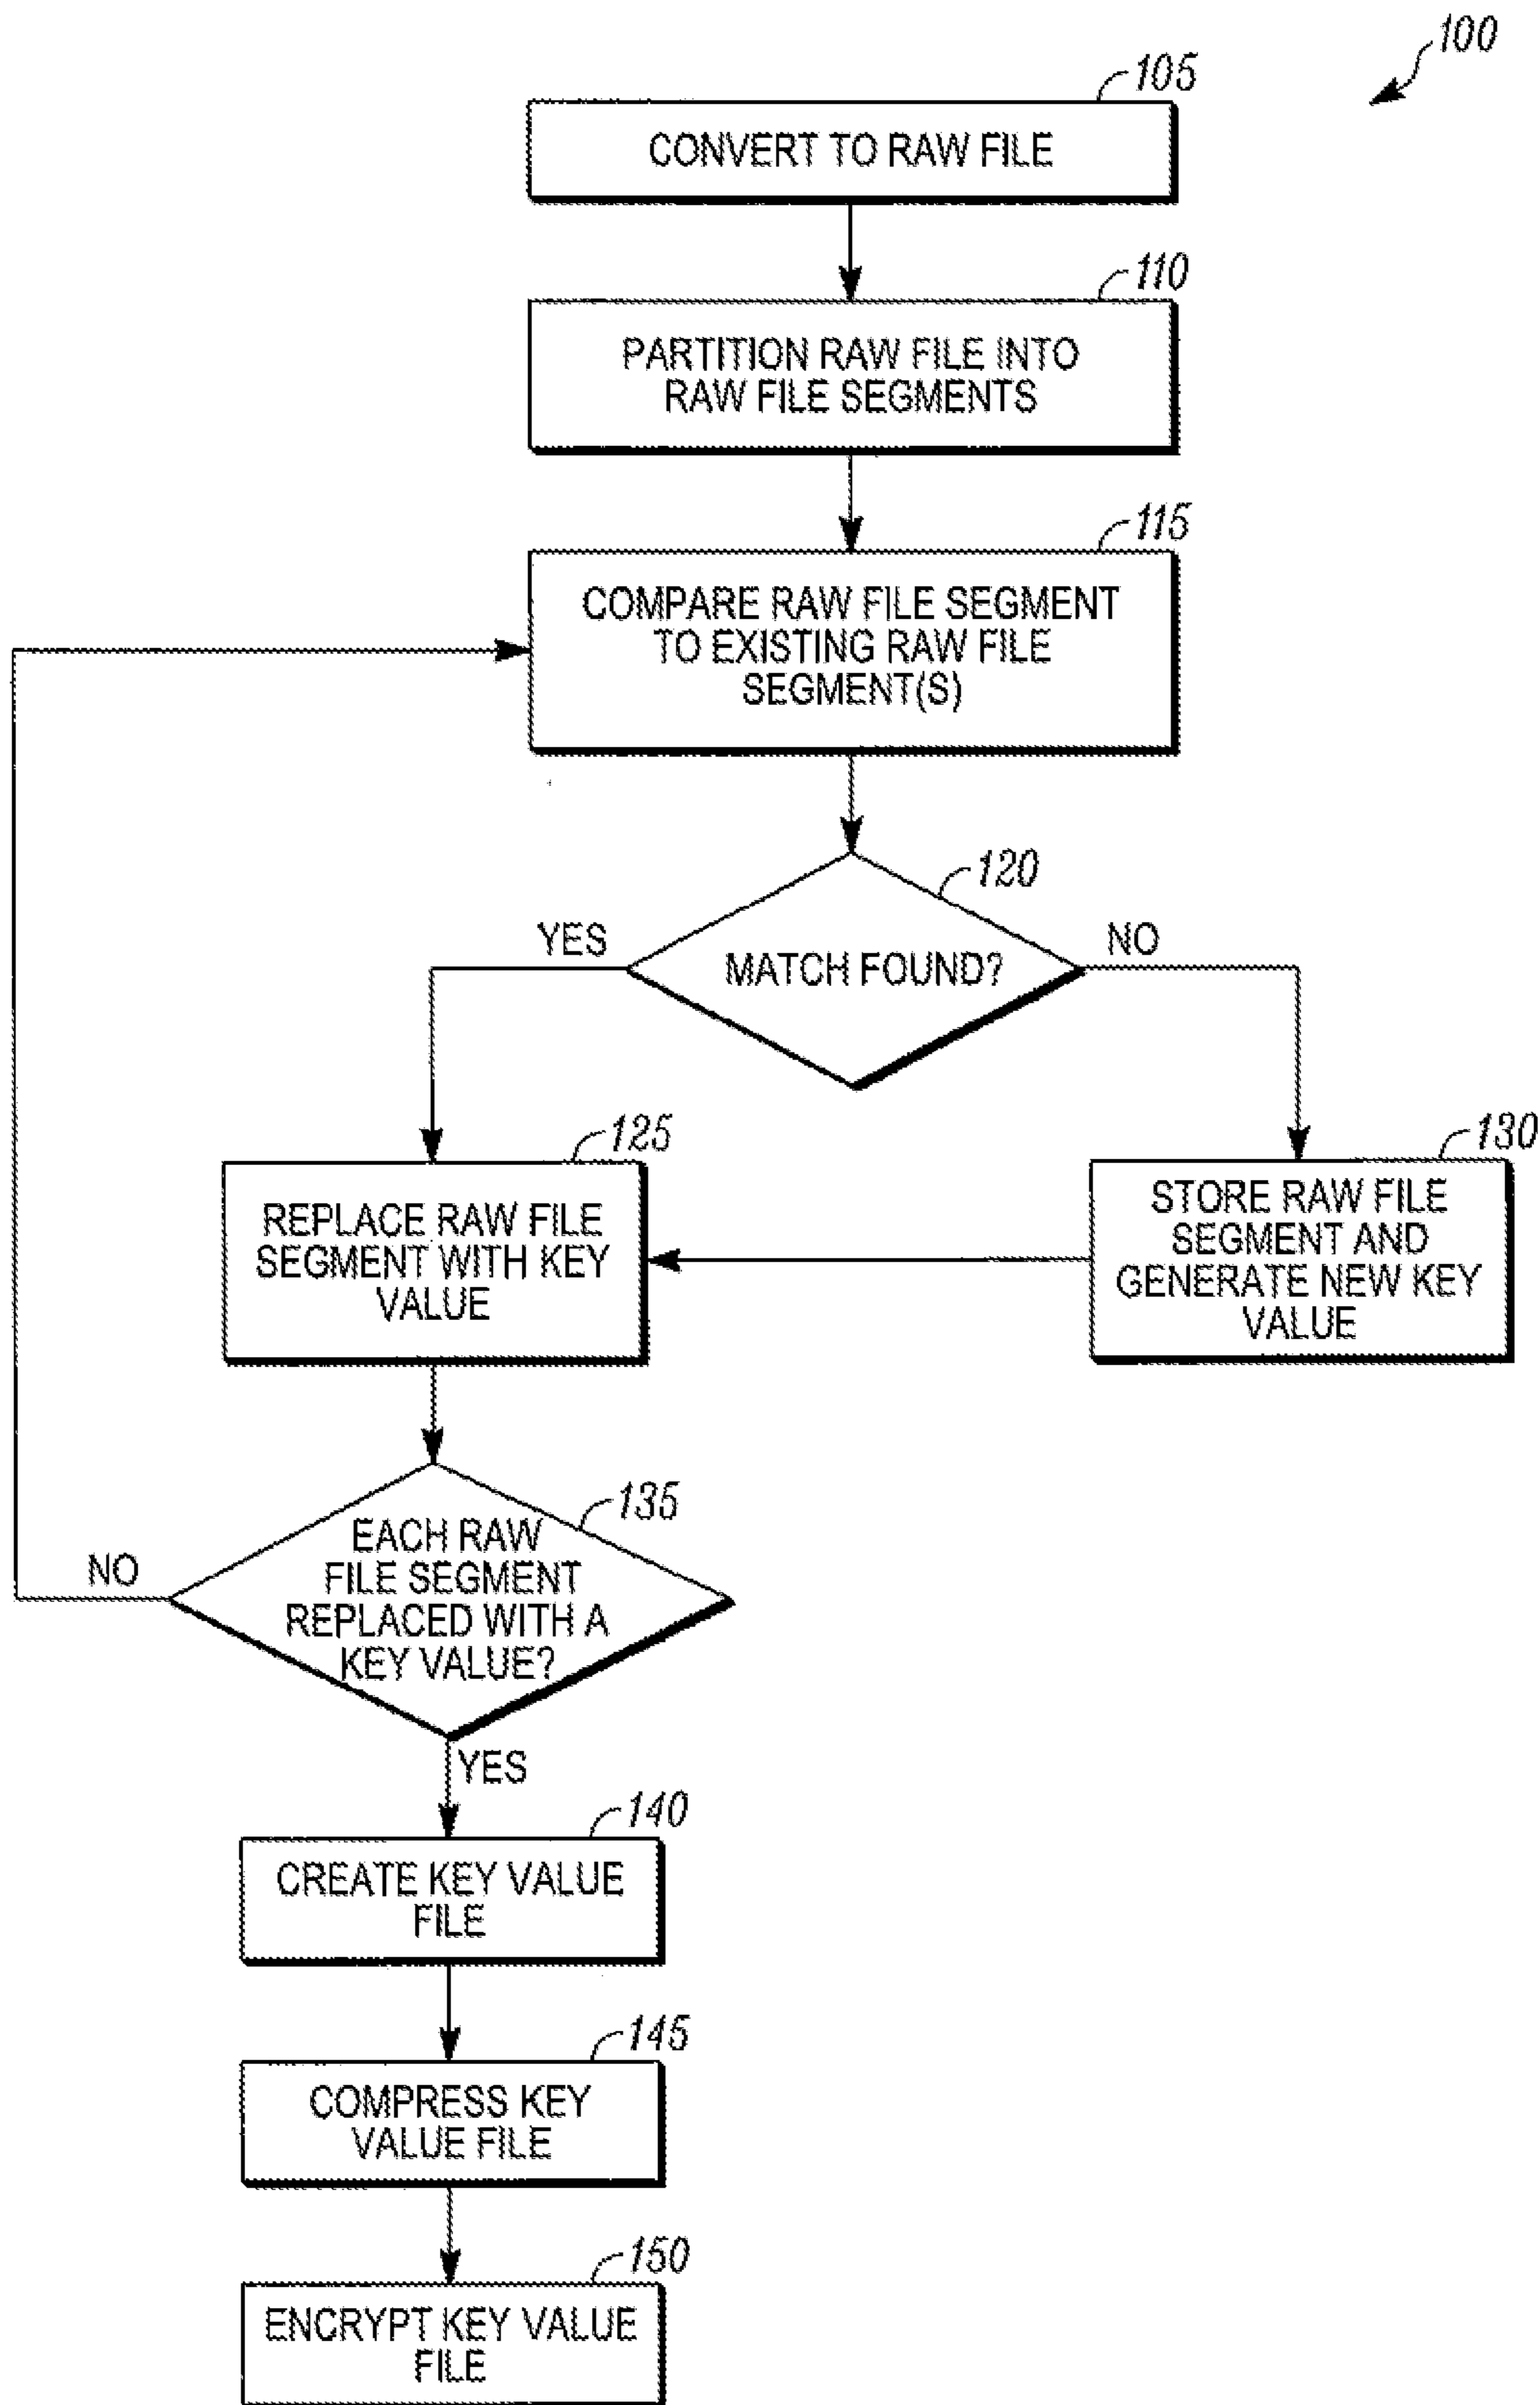 100
105
CONVERT TO RAW FILE
110
PARTITION RAW FILE INTO
RAW FILE SEGMENTS
115
COMPARE RAW FILE SEGMENT
TO EXISTING RAW FILE
SEGMENT(S)
120
YES
NO
MATCH FOUND?
125
REPLACE RAW FILE
SEGMENT WITH KEY
VALUE
130
STORE RAW FILE
SEGMENT AND
GENERATE NEW KEY
VALUE
135
EACH RAW
FILE SEGMENT
REPLACED WITH A
KEY VALUE?
NO
YES
140
CREATE KEY VALUE
FILE
145
COMPRESS KEY
VALUE FILE
150
ENCRYPT KEY VALUE
FILE